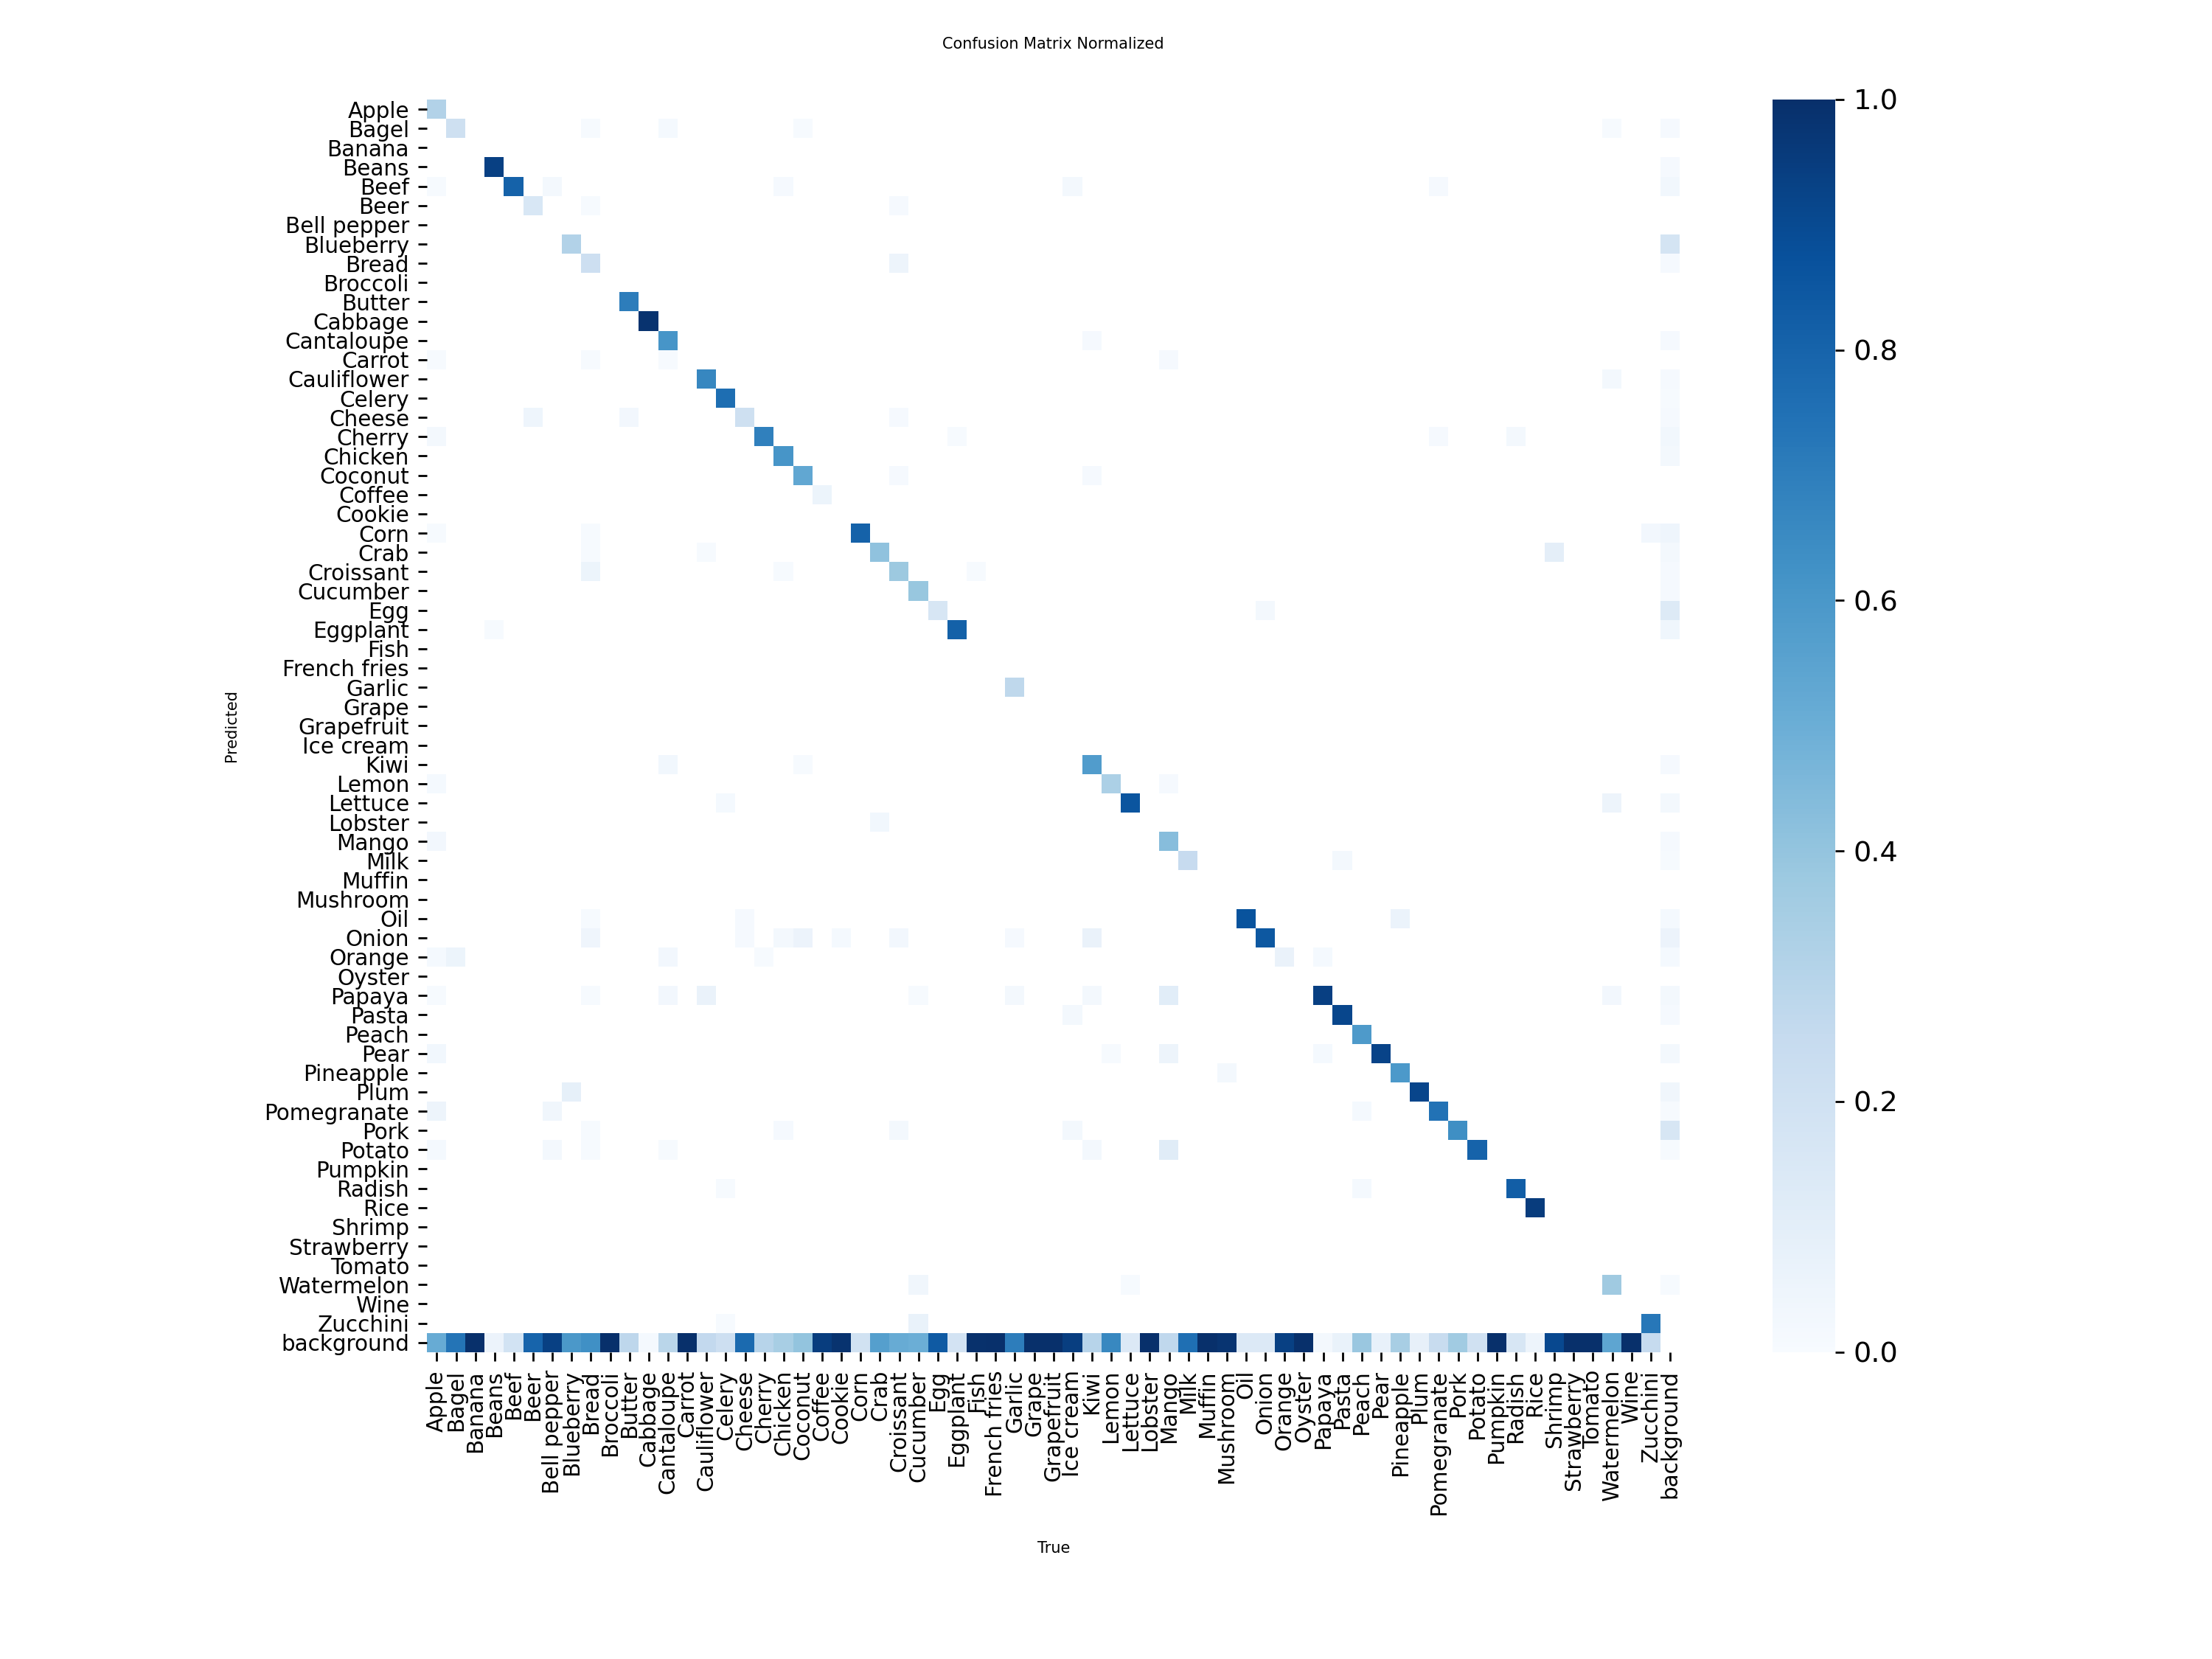 Confusion Matrix Normalized
Apple
Bagel
Banana
Beans
Beef
Beer
Bell pepper
Blueberry
Bread
Broccoli
Butter
Cabbage
Cantaloupe
Carrot
Cauliflower
Celery
Cheese
Cherry
Chicken
Coconut
Coffee
Cookie
Corn
Crab
Croissant
Cucumber
Egg
Eggplant
Fish
French fries
Garlic
Grape
Grapefruit
Ice cream
Kiwi
Lemon
Lettuce
Lobster
Mango
Milk
Muffin
Mushroom
Oil
Onion
Orange
Oyster
Papaya
Pasta
Peach
Pear
Pineapple
Plum
Pomegranate
Pork
Potato
Pumpkin
Radish
Rice
Shrimp
Strawberry
Tomato
Watermelon
Wine
Zucchini
background
Predicted
Apple
Bagel
Banana
Beans
Beef
Beer
Bell pepper
Blueberry
Bread
Broccoli
Butter
Cabbage
Cantaloupe
Carrot
Cauliflower
Celery
Cheese
Cherry
Chicken
Coconut
Coffee
Cookie
Corn
Crab
Croissant
Cucumber
Egg
Eggplant
Fish
French fries
Garlic
Grape
Grapefruit
Ice cream
Kiwi
Lemon
Lettuce
Lobster
Mango
Milk
Muffin
Mushroom
Oil
Onion
Orange
Oyster
Papaya
Pasta
Peach
Pear
Pineapple
Plum
Pomegranate
Pork
Potato
Pumpkin
Radish
Rice
Shrimp
Strawberry
Tomato
Watermelon
Wine
Zucchini
background
True
1.0
0.8
0.6
0.4
0.2
0.0